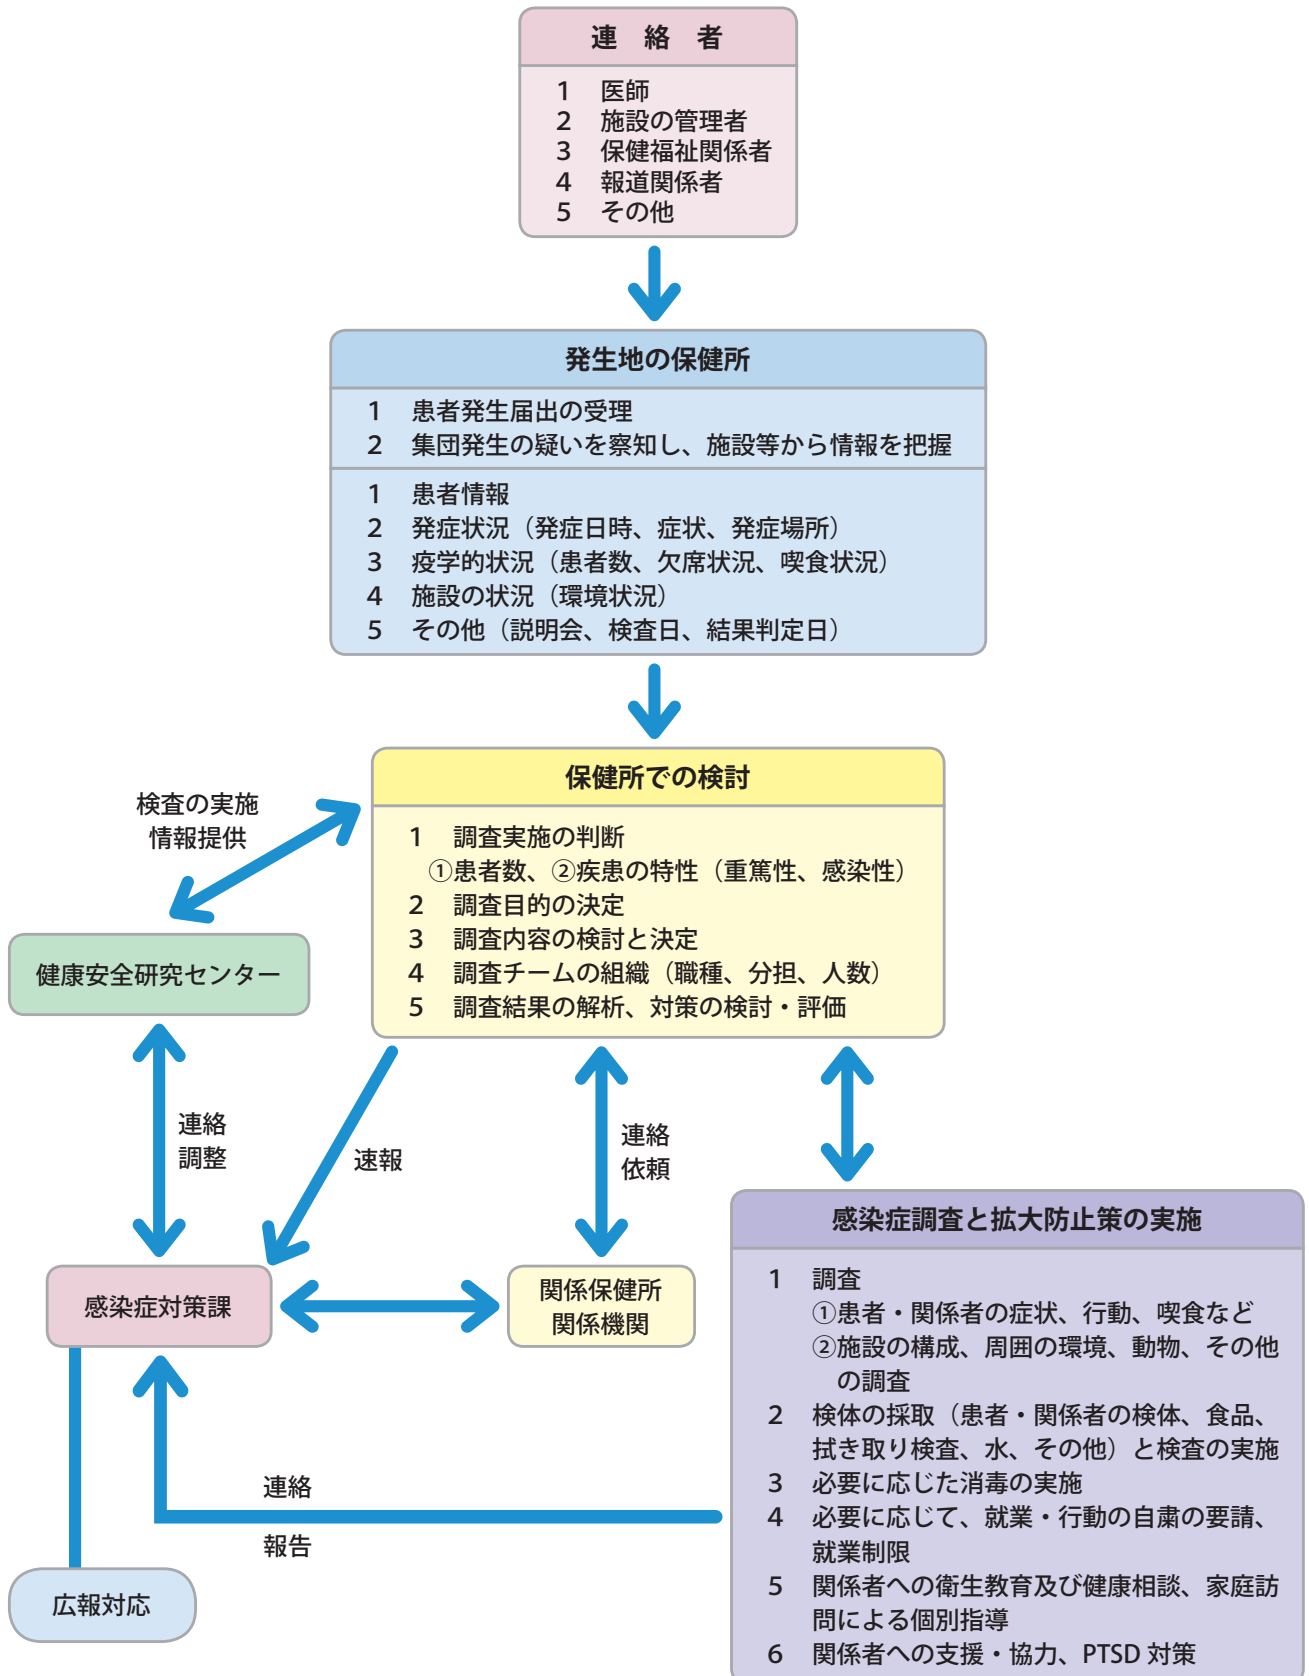 連 絡 者
1 医師
2 施設の管理者
3 保健福祉関係者
4 報道関係者
5 その他
発生地の保健所
1 患者発生届出の受理
2 集団発生の疑いを察知し、施設等から情報を把握
1 患者情報
2 発症状況（発症日時、症状、発症場所）
3 疫学的状況（患者数、欠席状況、喫食状況）
4 施設の状況（環境状況）
5 その他（説明会、検査日、結果判定日）
保健所での検討
1 調査実施の判断
①患者数、②疾患の特性（重篤性、感染性）
2 調査目的の決定
3 調査内容の検討と決定
4 調査チームの組織（職種、分担、人数）
5 調査結果の解析、対策の検討・評価
検査の実施
情報提供
健康安全研究センター
連絡
調整
速報
連絡
依頼
感染症対策課
関係保健所
関係機関
感染症調査と拡大防止策の実施
1 調査
①患者・関係者の症状、行動、喫食など
②施設の構成、周囲の環境、動物、その他
の調査
2 検体の採取（患者・関係者の検体、食品、
拭き取り検査、水、その他）と検査の実施
3 必要に応じた消毒の実施
4 必要に応じて、就業・行動の自粛の要請、
就業制限
5 関係者への衛生教育及び健康相談、家庭訪
問による個別指導
6 関係者への支援・協力、PTSD 対策
連絡
報告
広報対応